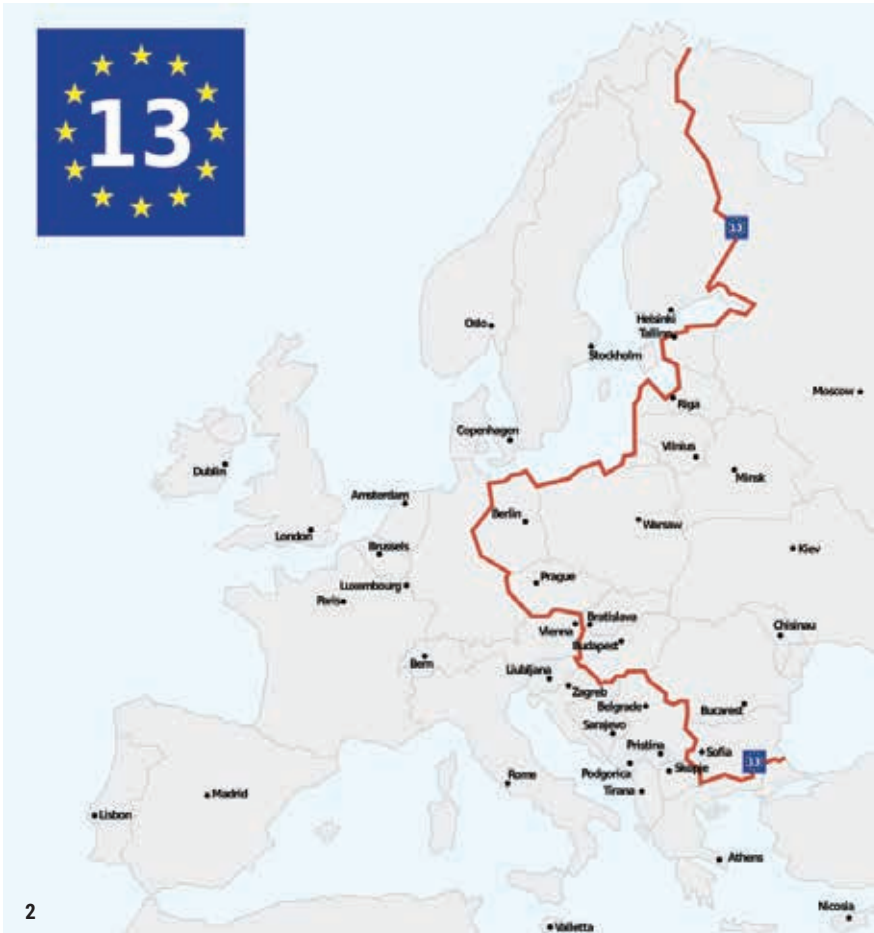 13
13
Helsinki
Tallinn
Oslo
Stockholm
Moscow
Riga
Copenhagen
Vilnius
Dublin
Minsk
Amsterdam
Berlin
Warsaw
London
Brussels
Kiev
Prague
Luxembourg
Paris
Bratislava
Vienna
Chisinau
Budapest
Bern
Liubljana
Zagreb
Belgrade
Bucarest
Sarajevo
Pristina
Sofia
13
Podgorica
Skopje
Rome
Tirana
Madrid
Lisbon
Athens
2
Nicosia
Valletta